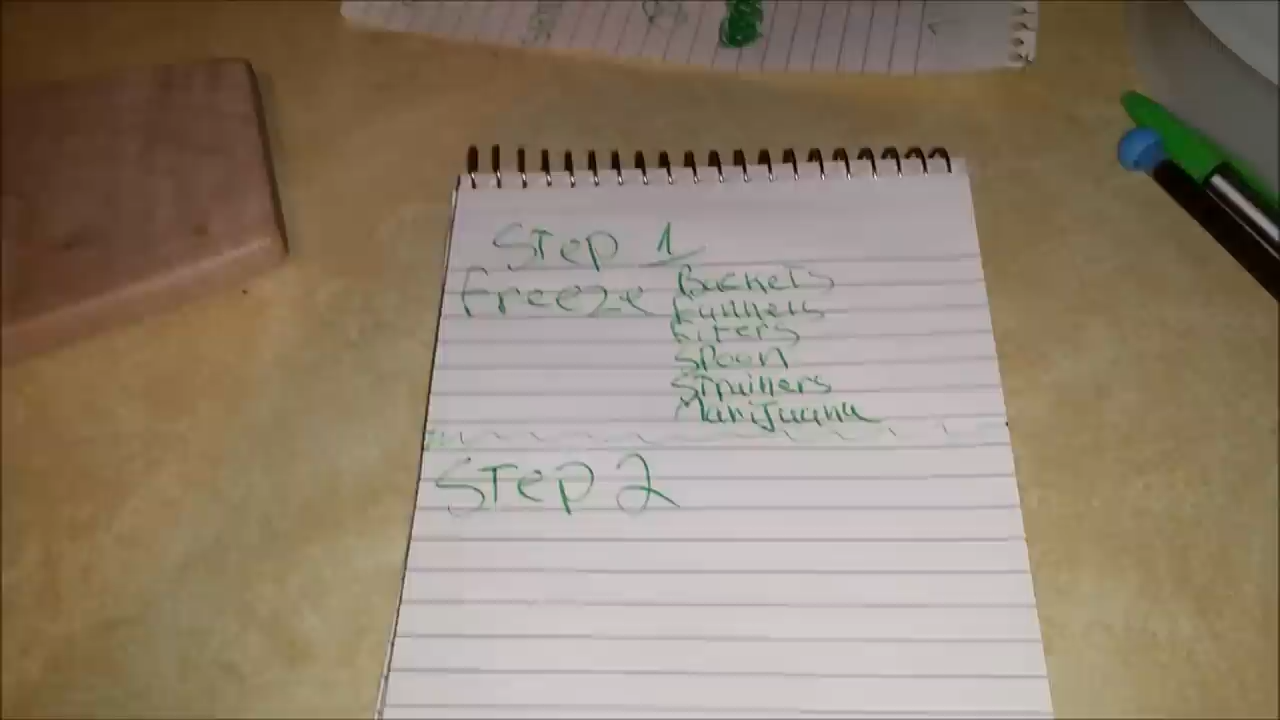 Step 1
Freeze Buckets
Funnels
Filters
Spoon
Strainers
Marijuana
Step 2